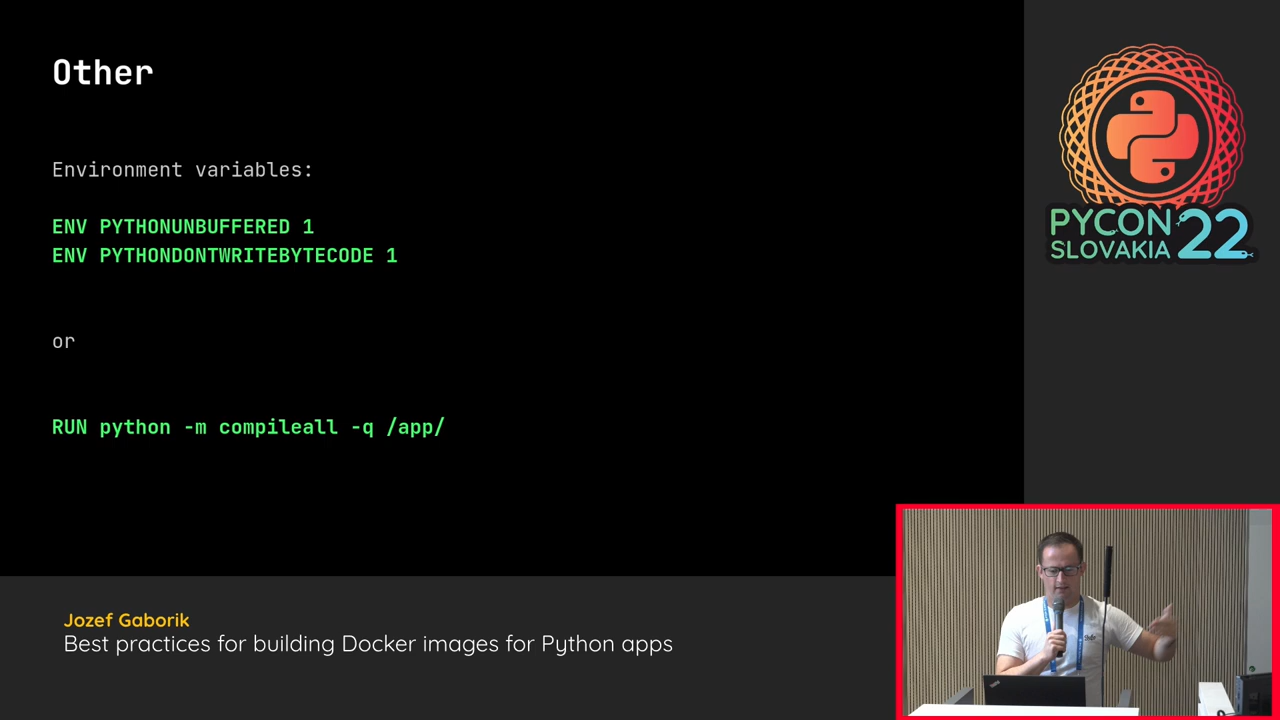 Other
Environment variables:
ENV PYTHONUNBUFFERED 1
ENV PYTHONDONTWRITEBYTECODE 1
or
RUN python -m compileall -q /app/
PYCON
SLOVAKIA
22
Jozef Gaborik
Best practices for building Docker images for Python apps